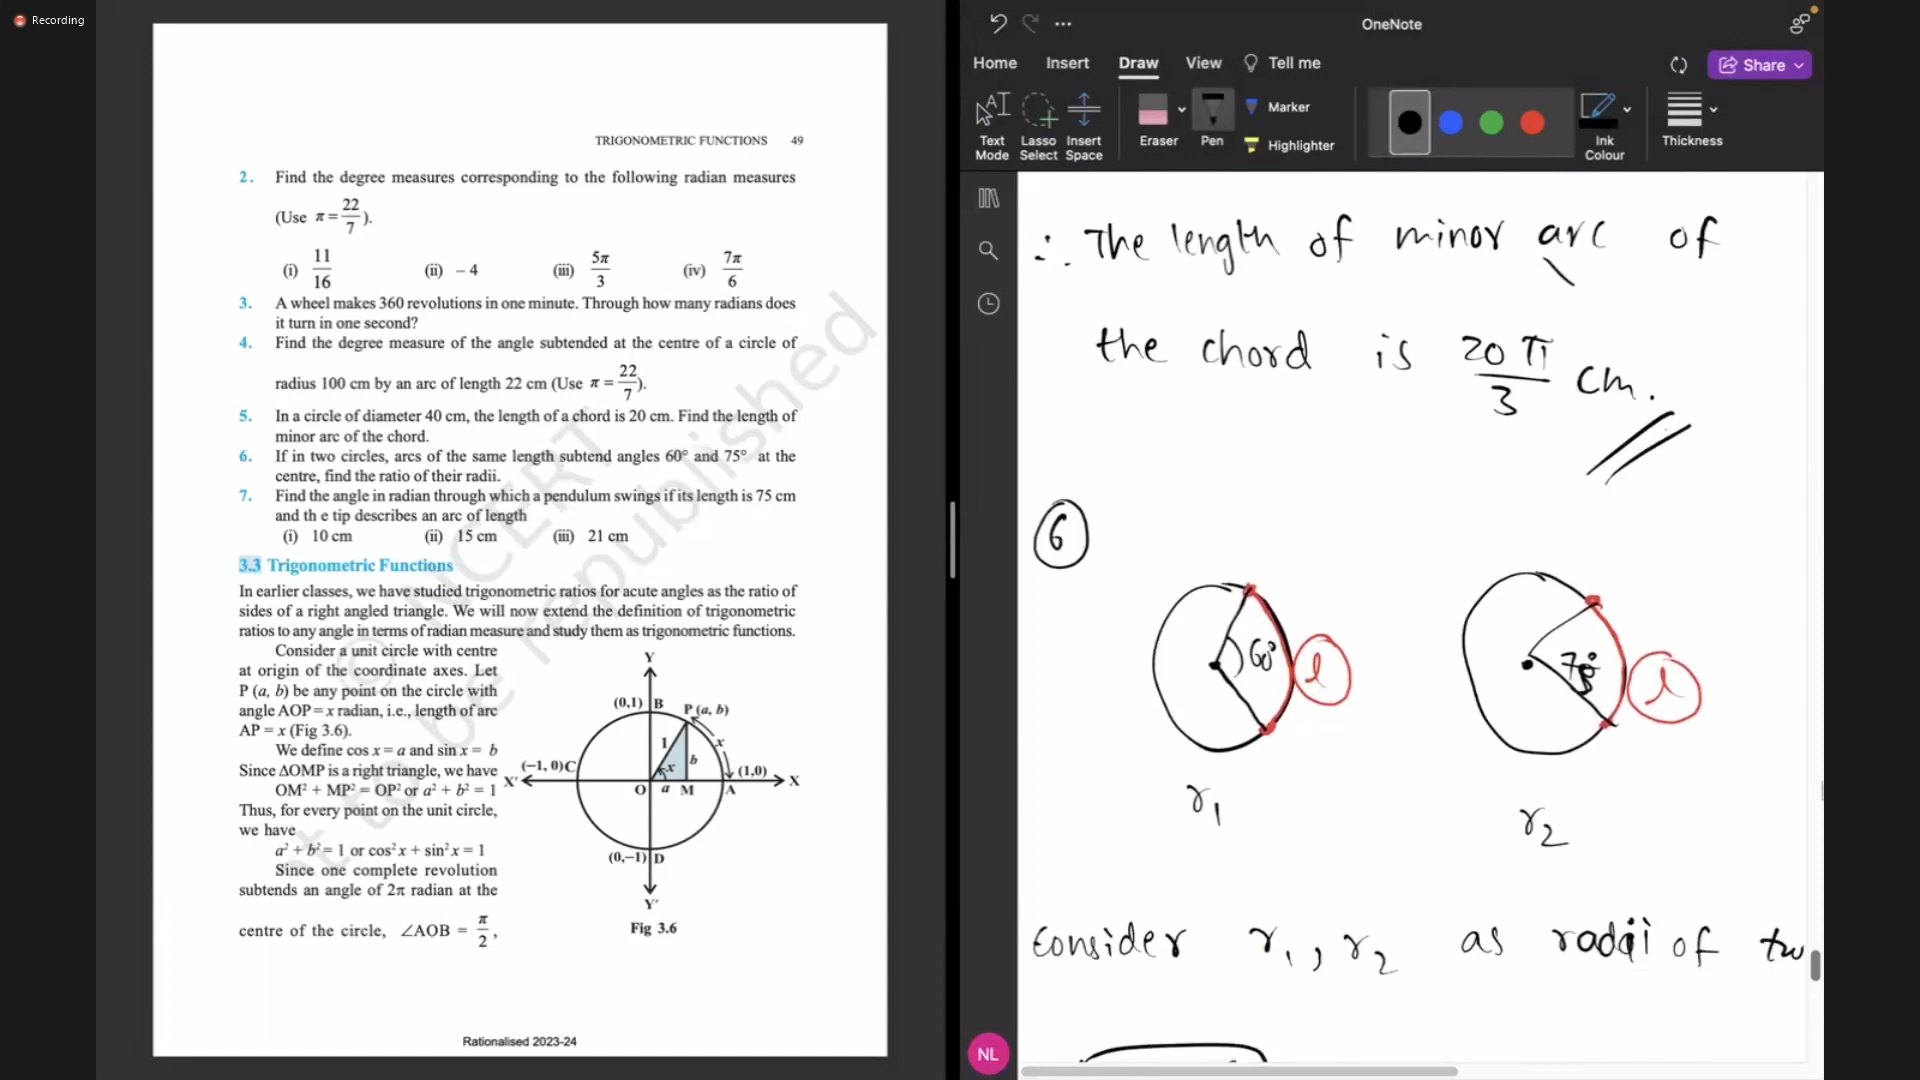 Recording
TRIGONOMETRIC FUNCTIONS 49
2. Find the degree measures corresponding to the following radian measures
(Use π = 22/7).
(i) 11/16 (ii) – 4 (iii) 5π/3 (iv) 7π/6
3. A wheel makes 360 revolutions in one minute. Through how many radians does
it turn in one second?
4. Find the degree measure of the angle subtended at the centre of a circle of
radius 100 cm by an arc of length 22 cm (Use π = 22/7).
5. In a circle of diameter 40 cm, the length of a chord is 20 cm. Find the length of
minor arc of the chord.
6. If in two circles, arcs of the same length subtend angles 60° and 75° at the
centre, find the ratio of their radii.
7. Find the angle in radian through which a pendulum swings if its length is 75 cm
and th e tip describes an arc of length
(i) 10 cm (ii) 15 cm (iii) 21 cm
3.3 Trigonometric Functions
In earlier classes, we have studied trigonometric ratios for acute angles as the ratio of
sides of a right angled triangle. We will now extend the definition of trigonometric
ratios to any angle in terms of radian measure and study them as trigonometric functions.
Consider a unit circle with centre
at origin of the coordinate axes. Let
P (a, b) be any point on the circle with
angle AOP = x radian, i.e., length of arc
AP = x (Fig 3.6).
We define cos x = a and sin x = b
Since ΔOMP is a right triangle, we have
OM² + MP² = OP² or a² + b² = 1
Thus, for every point on the unit circle,
we have
a² + b² = 1 or cos² x + sin² x = 1
Since one complete revolution
subtends an angle of 2π radian at the
centre of the circle, ∠AOB = π/2,
Y
(0,1) B P (a, b)
1 x
b
(–1, 0)C x (1,0)
X' O a M A X
(0,–1) D
Y'
Fig 3.6
© NCERT
not to be republished
Rationalised 2023-24
OneNote
Home Insert Draw View Tell me
Share
Text Mode
Lasso Select
Insert Space
Eraser
Pen
Marker
Highlighter
Ink Colour
Thickness
∴ The length of minor arc of
the chord is 20π/3 cm.
6
60° l l
r₁ r₂
Consider r₁, r₂ as radii of tw
NL